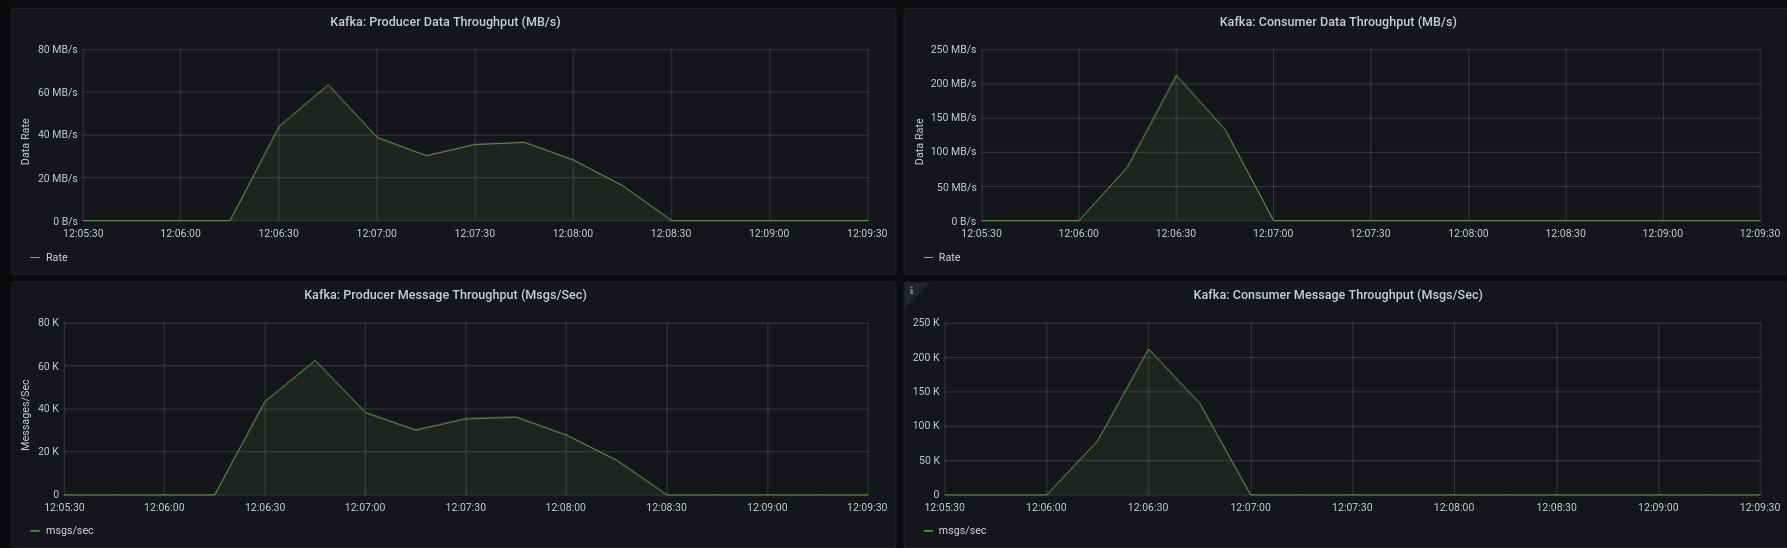 Kafka: Producer Data Throughput (MB/s)
80 MB/s
60 MB/s
40 MB/s
20 MB/s
0 B/s
Data Rate
12:05:30 12:06:00 12:06:30 12:07:00 12:07:30 12:08:00 12:08:30 12:09:00 12:09:30
Rate
Kafka: Consumer Data Throughput (MB/s)
250 MB/s
200 MB/s
150 MB/s
100 MB/s
50 MB/s
0 B/s
Data Rate
12:05:30 12:06:00 12:06:30 12:07:00 12:07:30 12:08:00 12:08:30 12:09:00 12:09:30
Rate
Kafka: Producer Message Throughput (Msgs/Sec)
80 K
60 K
40 K
20 K
0
Messages/Sec
12:05:30 12:06:00 12:06:30 12:07:00 12:07:30 12:08:00 12:08:30 12:09:00 12:09:30
msgs/sec
i
Kafka: Consumer Message Throughput (Msgs/Sec)
250 K
200 K
150 K
100 K
50 K
0
12:05:30 12:06:00 12:06:30 12:07:00 12:07:30 12:08:00 12:08:30 12:09:00 12:09:30
msgs/sec